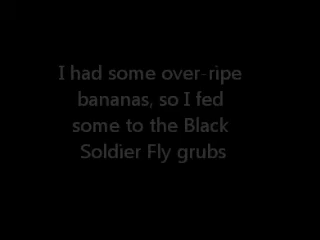 I had some over-ripe
bananas, so I fed
some to the Black
Soldier Fly grubs